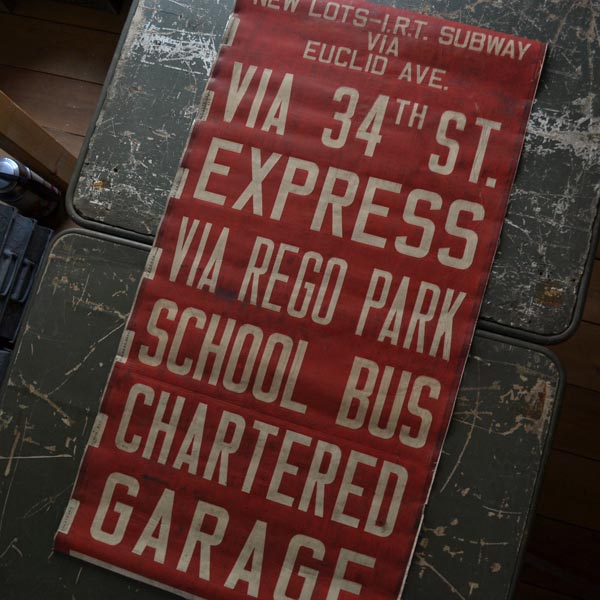 NEW LOTS-I.R.T. SUBWAY
VIA
EUCLID AVE.
VIA 34TH ST.
EXPRESS
VIA REGO PARK
SCHOOL BUS
CHARTERED
GARAGE